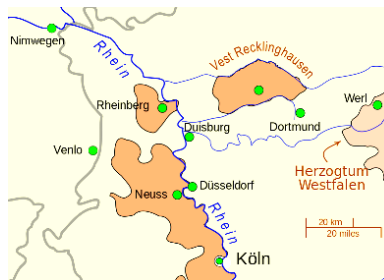 Nimwegen
Rhein
Vest Recklinghausen
Rheinberg
Werl
Duisburg
Dortmund
Venlo
Herzogtum
Westfalen
Neuss
Düsseldorf
Rhein
20 km
20 miles
Köln